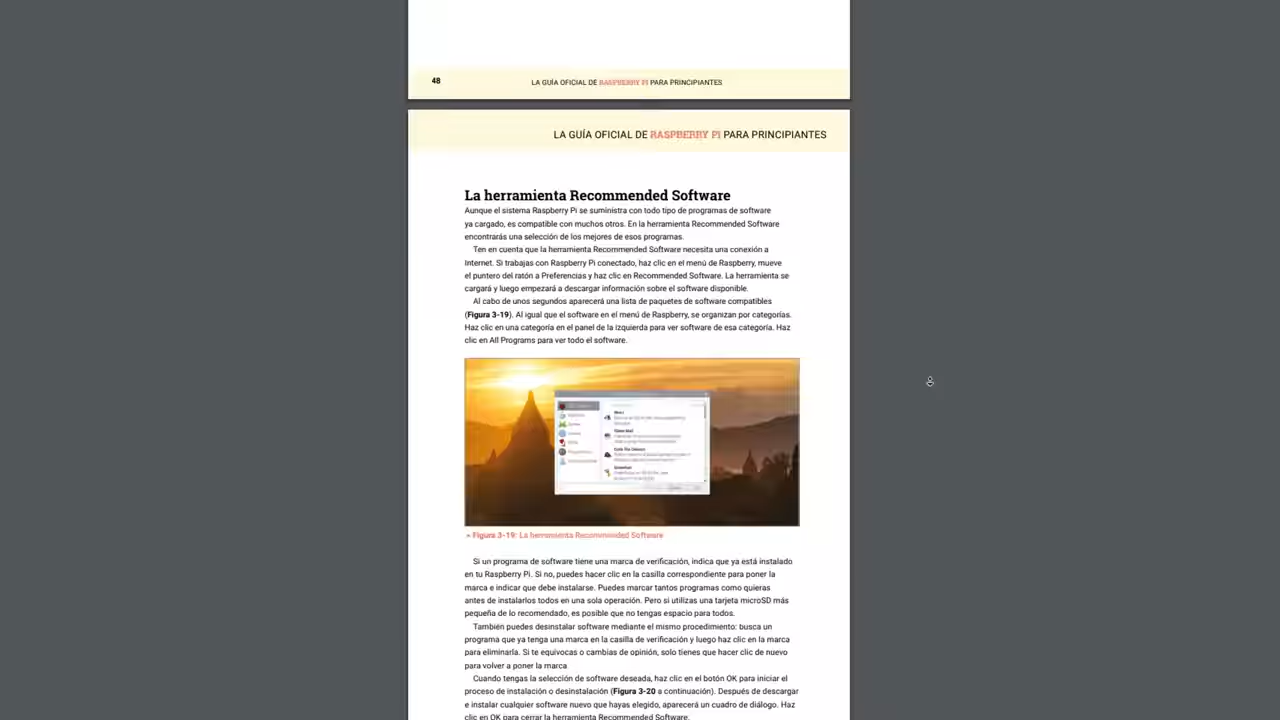 48
LA GUÍA OFICIAL DE RASPBERRY PI PARA PRINCIPIANTES
LA GUÍA OFICIAL DE RASPBERRY PI PARA PRINCIPIANTES
La herramienta Recommended Software
Aunque el sistema Raspberry Pi se suministra con todo tipo de programas de software
ya cargado, es compatible con muchos otros. En la herramienta Recommended Software
encontrarás una selección de los mejores de esos programas.
Ten en cuenta que la herramienta Recommended Software necesita una conexión a
Internet. Si trabajas con Raspberry Pi conectado, haz clic en el menú de Raspberry, mueve
el puntero del ratón a Preferencias y haz clic en Recommended Software. La herramienta se
cargará y luego empezará a descargar información sobre el software disponible.
Al cabo de unos segundos aparecerá una lista de paquetes de software compatibles
(Figura 3-19). Al igual que el software en el menú de Raspberry, se organizan por categorías.
Haz clic en una categoría en el panel de la izquierda para ver software de esa categoría. Haz
clic en All Programs para ver todo el software.
Figura 3-19: La herramienta Recommended Software
Si un programa de software tiene una marca de verificación, indica que ya está instalado
en tu Raspberry Pi. Si no, puedes hacer clic en la casilla correspondiente para poner la
marca e indicar que debe instalarse. Puedes marcar tantos programas como quieras
antes de instalarlos todos en una sola operación. Pero si utilizas una tarjeta microSD más
pequeña de lo recomendado, es posible que no tengas espacio para todos.
También puedes desinstalar software mediante el mismo procedimiento: busca un
programa que ya tenga una marca en la casilla de verificación y luego haz clic en la marca
para eliminarla. Si te equivocas o cambias de opinión, solo tienes que hacer clic de nuevo
para volver a poner la marca
Cuando tengas la selección de software deseada, haz clic en el botón OK para iniciar el
proceso de instalación o desinstalación (Figura 3-20 a continuación). Después de descargar
e instalar cualquier software nuevo que hayas elegido, aparecerá un cuadro de diálogo. Haz
clic en OK para cerrar la herramienta Recommended Software.